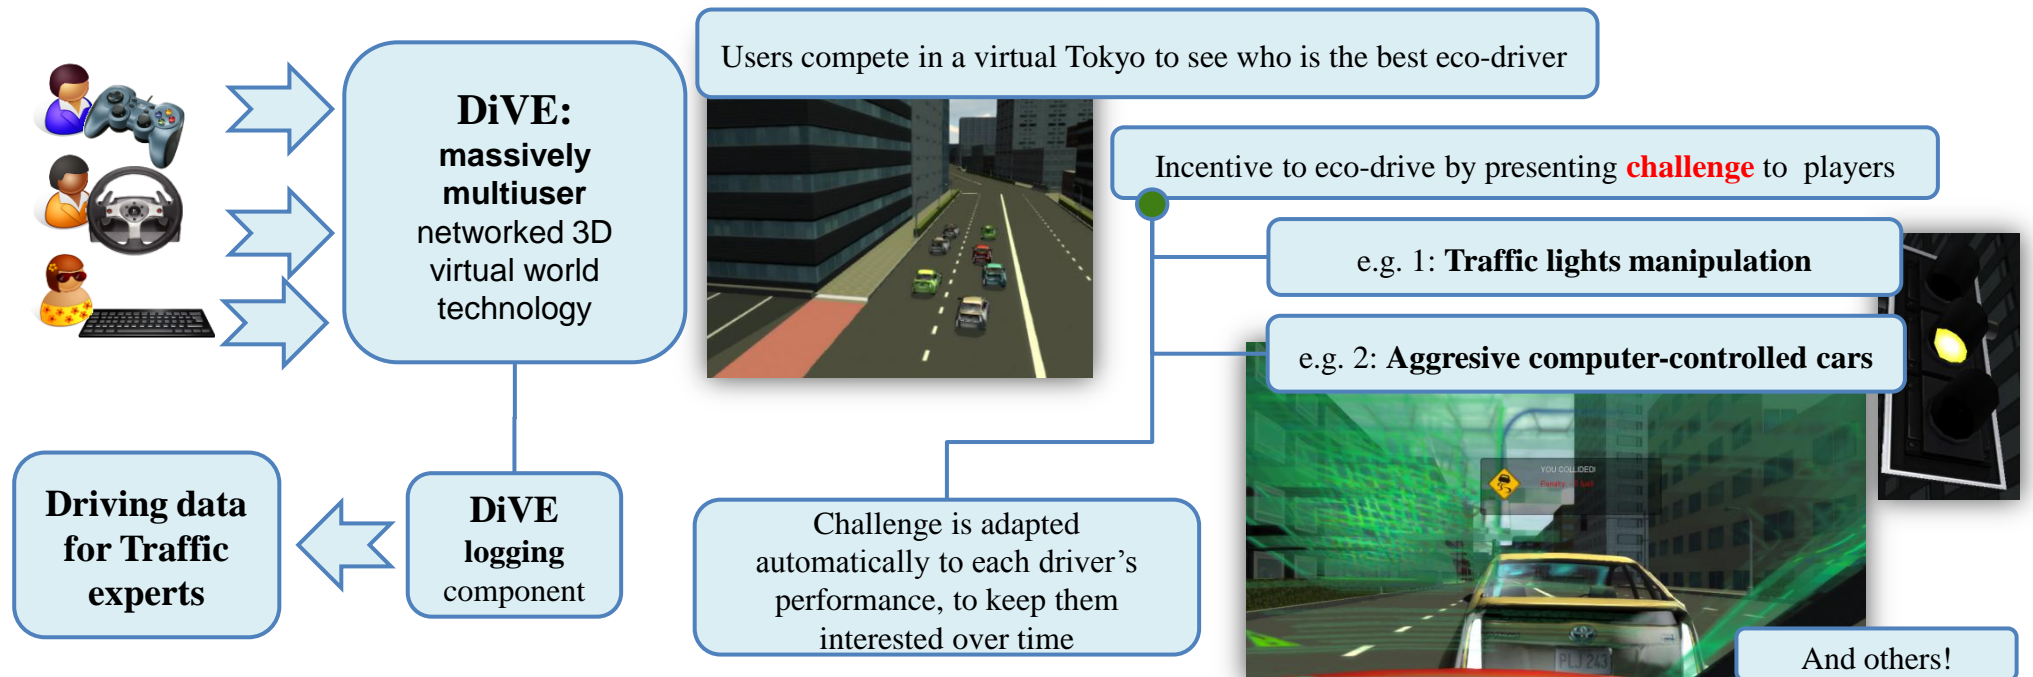 Users compete in a virtual Tokyo to see who is the best eco-driver
DiVE:
massively
multiuser
networked 3D
virtual world
technology
Incentive to eco-drive by presenting challenge to players
e.g. 1: Traffic lights manipulation
e.g. 2: Aggresive computer-controlled cars
YOU COLLIDED!
Driving data
for Traffic
experts
DiVE
logging
component
Challenge is adapted
automatically to each driver's
performance, to keep them
interested over time
PLJ 243
And others!